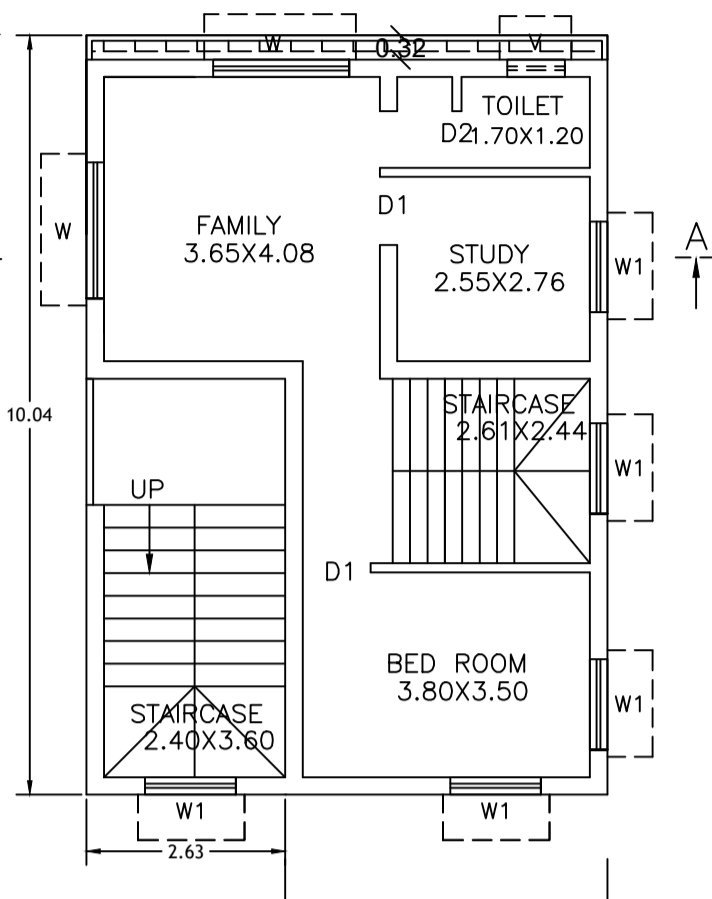 W
0.32
V
TOILET
D2
1.70X1.20
D1
FAMILY
3.65X4.08
W
STUDY
2.55X2.76
W1
A
STAIRCASE
2.61X2.44
10.04
W1
UP
D1
BED ROOM
3.80X3.50
W1
STAIRCASE
2.40X3.60
W1
W1
2.63